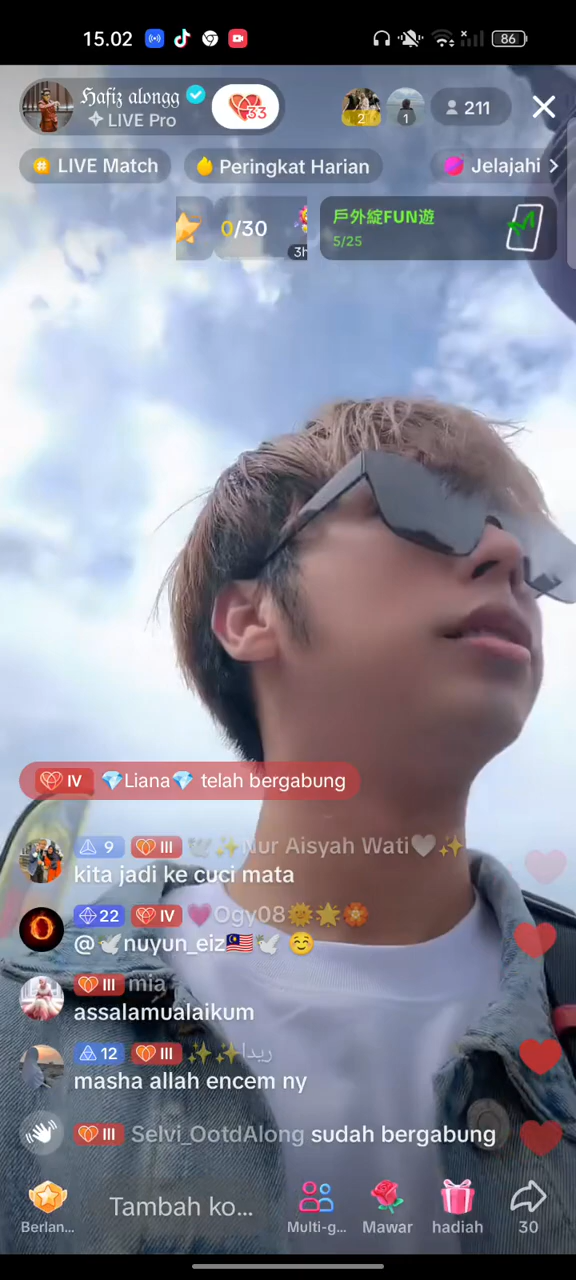 15.02
86
ℌ𝔞𝔣𝔦𝔷 𝔞𝔩𝔬𝔫𝔤𝔤
LIVE Pro
33
2
1
211
LIVE Match
Peringkat Harian
Jelajahi
0/30
3h
戶外綻FUN遊
5/25
IV 💎Liana💎 telah bergabung
9 III 🕊️✨Nur Aisyah Wati🤍✨
kita jadi ke cuci mata
22 IV 💗Ogy08🌟🌟🏵️
@🕊️nuyun_eiz🇲🇾🕊️ ☺️
III mia
assalamualaikum
12 III ✨✨ريدا
masha allah encem ny
III Selvi_OotdAlong sudah bergabung
Berlan...
Tambah ko...
Multi-g...
Mawar
hadiah
30